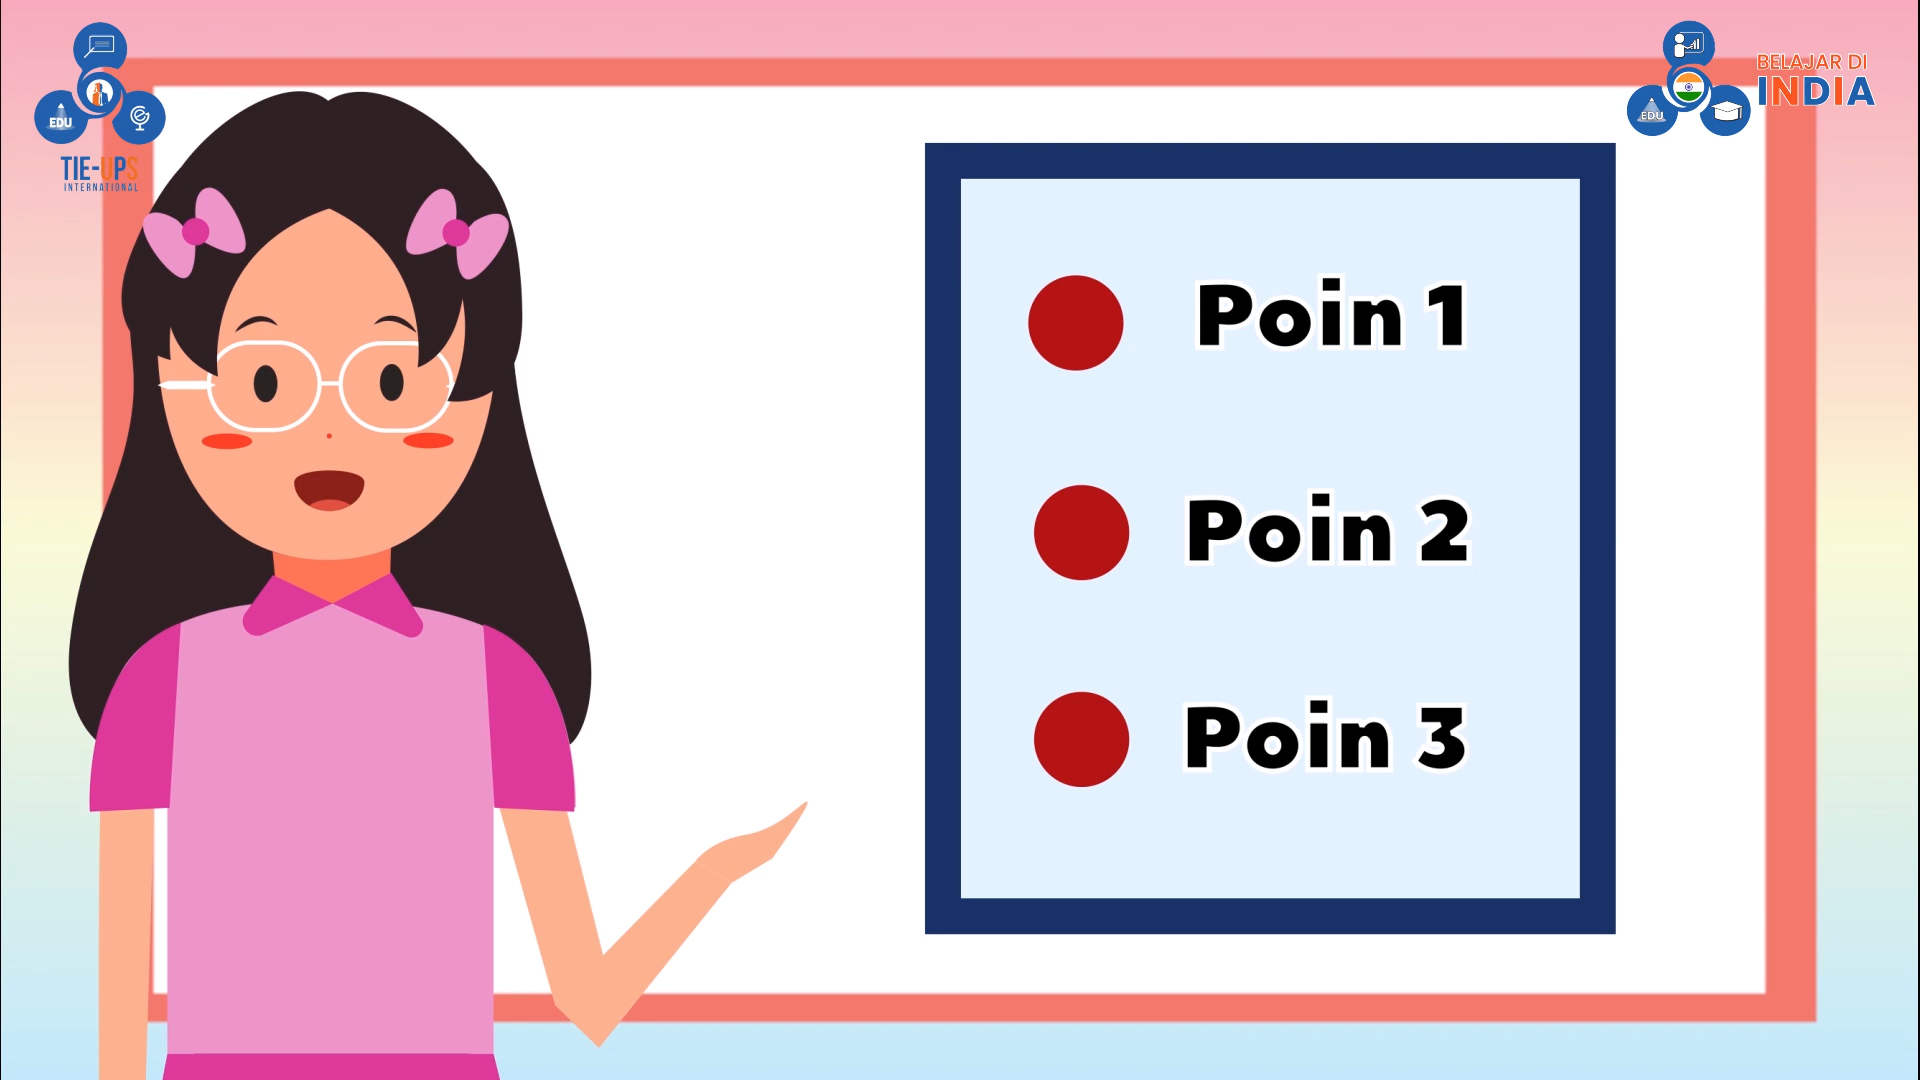 EDU
TIE-UPS
INTERNATIONAL
EDU
BELAJAR DI
INDIA
Poin 1
Poin 2
Poin 3